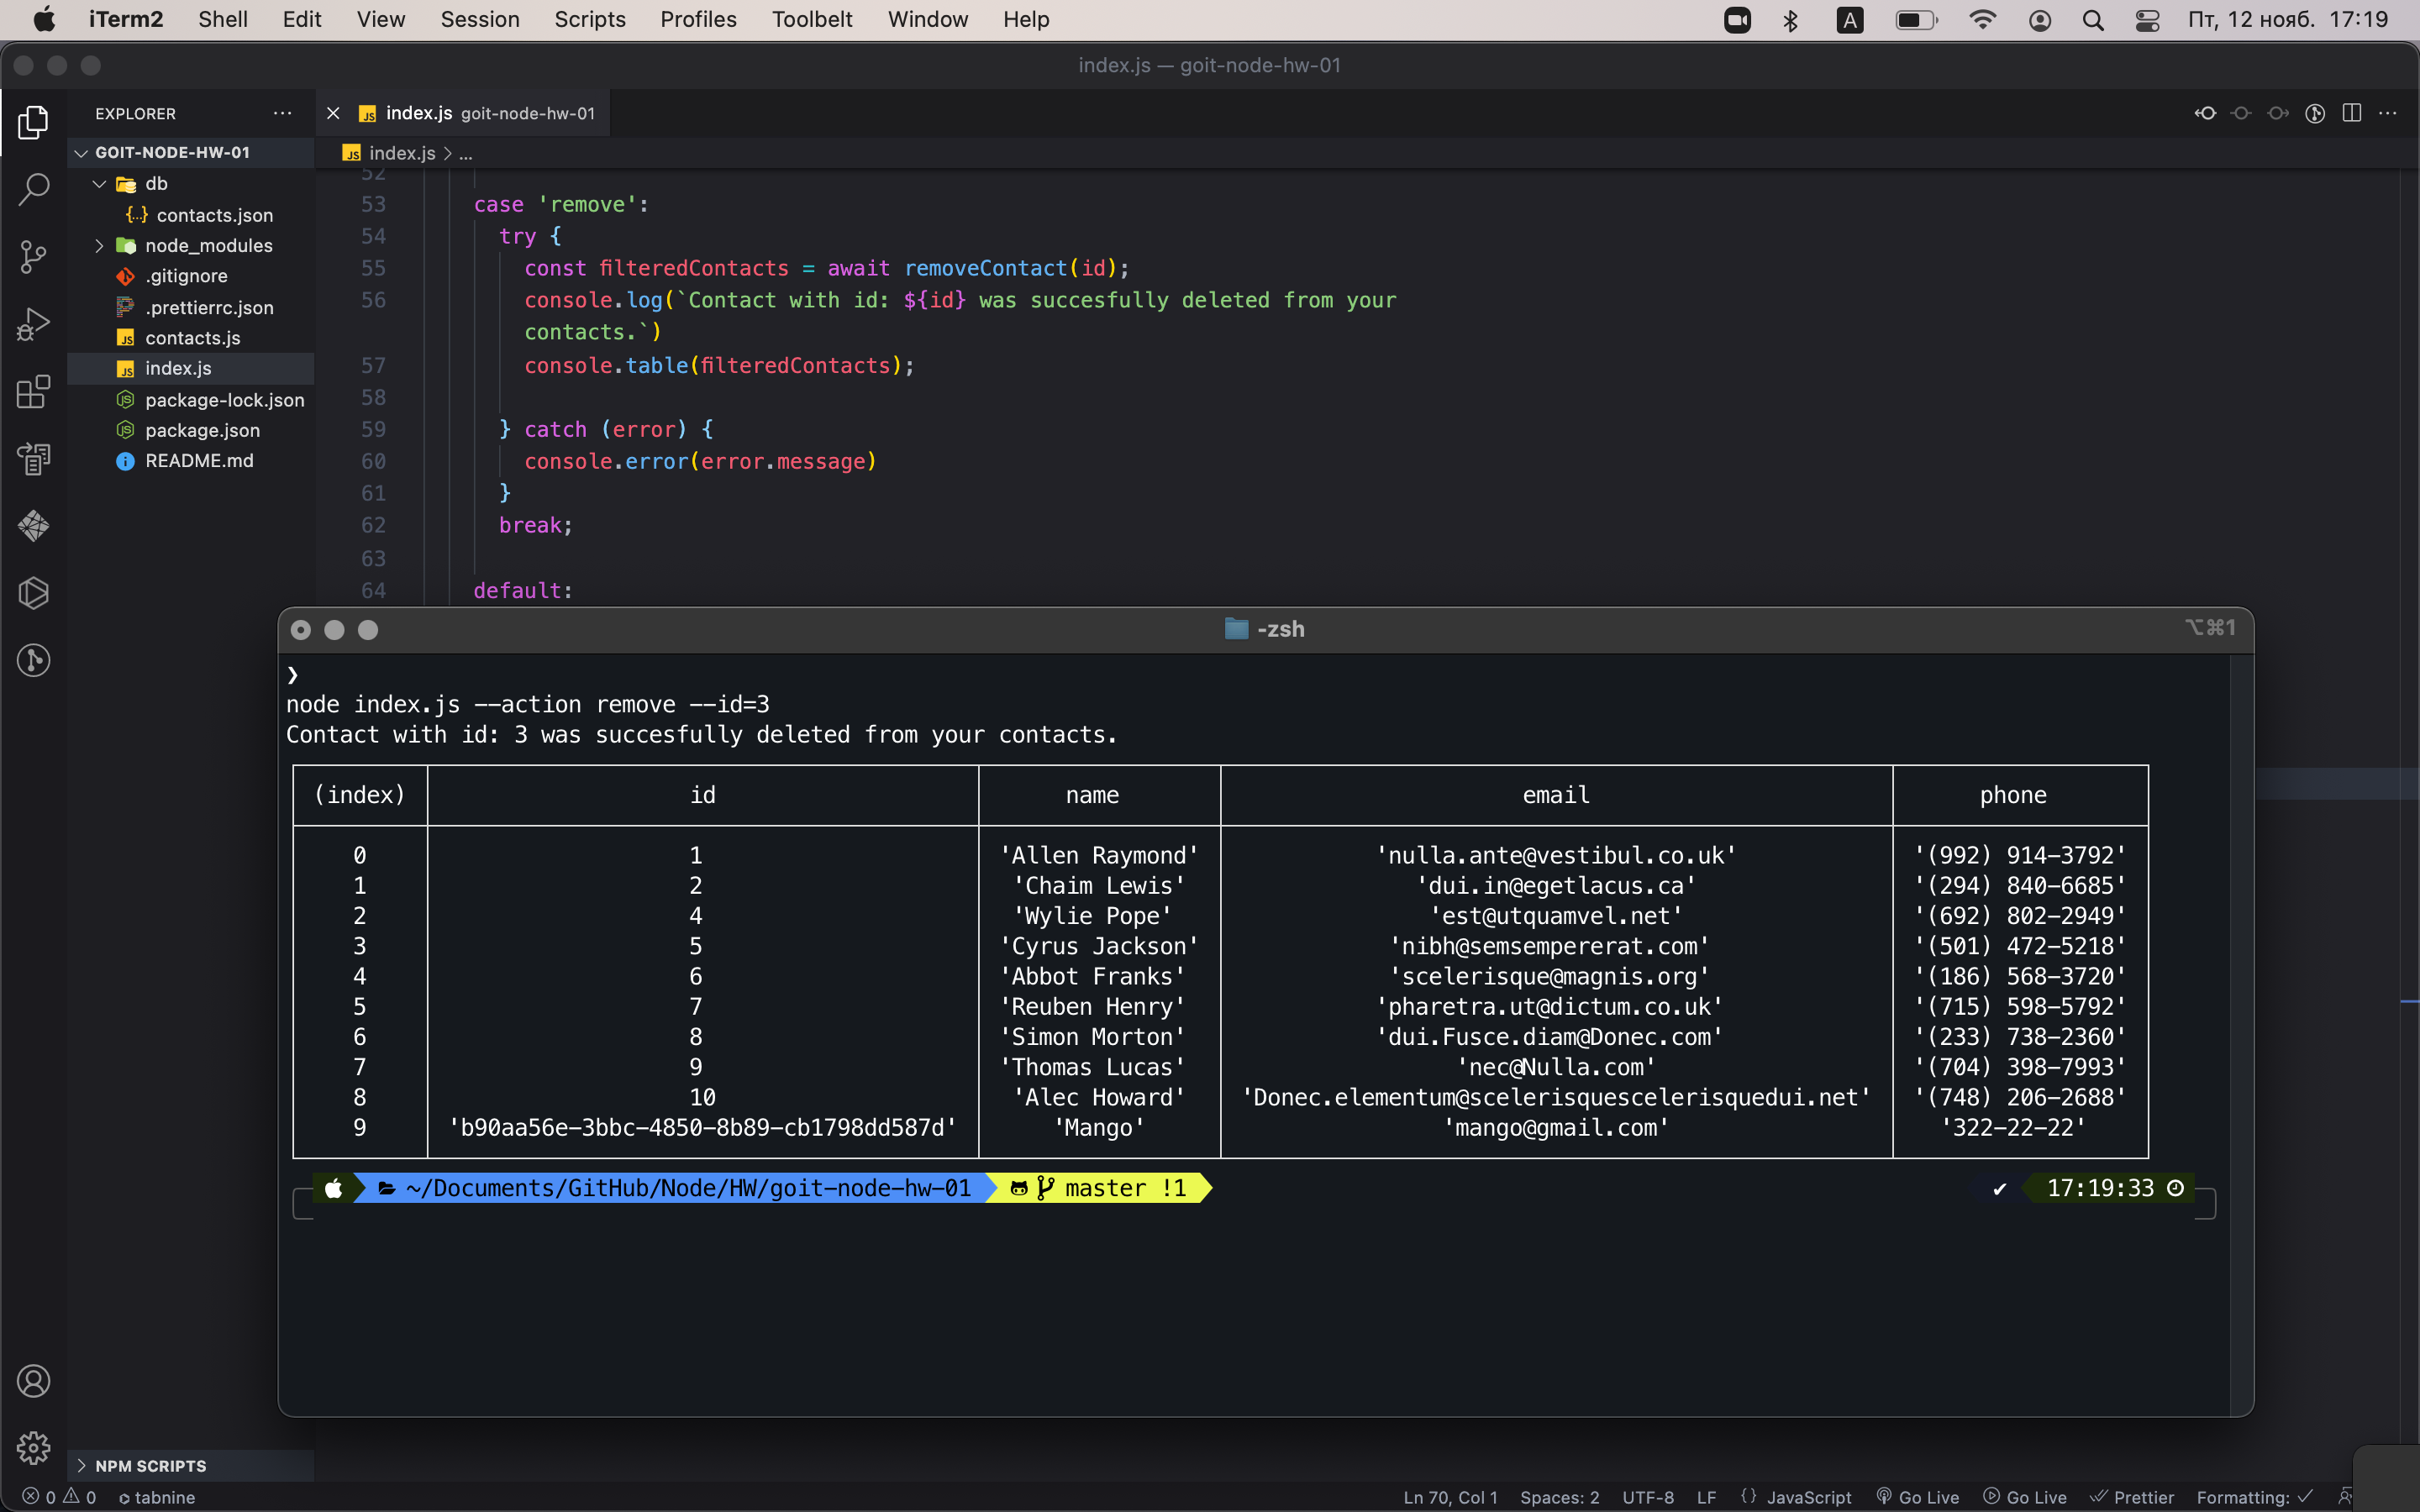 iTerm2 Shell Edit View Session Scripts Profiles Toolbelt Window Help A Пт, 12 нояб. 17:19
index.js — goit-node-hw-01
EXPLORER
index.js goit-node-hw-01
GOIT-NODE-HW-01
index.js > ...
db
contacts.json
node_modules
.gitignore
.prettierrc.json
contacts.js
index.js
package-lock.json
package.json
README.md
52
53 case 'remove':
54 try {
55 const filteredContacts = await removeContact(id);
56 console.log(`Contact with id: ${id} was succesfully deleted from your
contacts.`)
57 console.table(filteredContacts);
58
59 } catch (error) {
60 console.error(error.message)
61 }
62 break;
63
64 default:
-zsh
⌥⌘1
❯
node index.js --action remove --id=3
Contact with id: 3 was succesfully deleted from your contacts.
(index) id name email phone
0 1 'Allen Raymond' 'nulla.ante@vestibul.co.uk' '(992) 914-3792'
1 2 'Chaim Lewis' 'dui.in@egetlacus.ca' '(294) 840-6685'
2 4 'Wylie Pope' 'est@utquamvel.net' '(692) 802-2949'
3 5 'Cyrus Jackson' 'nibh@semsempererat.com' '(501) 472-5218'
4 6 'Abbot Franks' 'scelerisque@magnis.org' '(186) 568-3720'
5 7 'Reuben Henry' 'pharetra.ut@dictum.co.uk' '(715) 598-5792'
6 8 'Simon Morton' 'dui.Fusce.diam@Donec.com' '(233) 738-2360'
7 9 'Thomas Lucas' 'nec@Nulla.com' '(704) 398-7993'
8 10 'Alec Howard' 'Donec.elementum@scelerisquescelerisquedui.net' '(748) 206-2688'
9 'b90aa56e-3bbc-4850-8b89-cb1798dd587d' 'Mango' 'mango@gmail.com' '322-22-22'
~/Documents/GitHub/Node/HW/goit-node-hw-01 master !1 ✔ 17:19:33
NPM SCRIPTS
0 0 tabnine Ln 70, Col 1 Spaces: 2 UTF-8 LF {} JavaScript Go Live Go Live Prettier Formatting: ✓